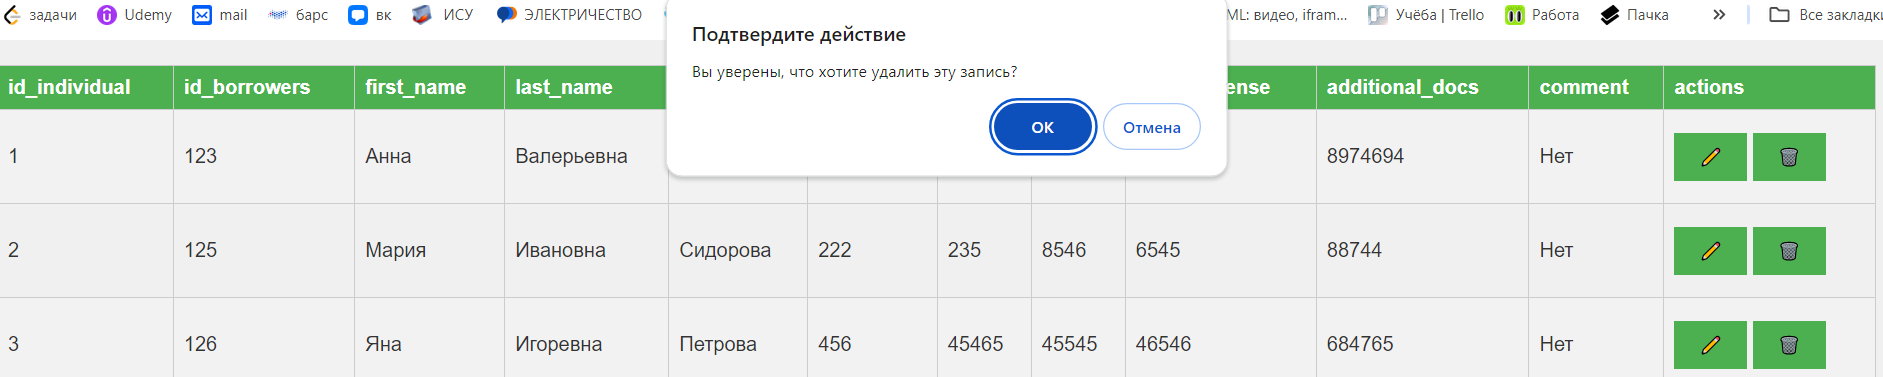 задачи Udemy mail барс вк ИСУ ЭЛЕКТРИЧЕСТВО ML: видео, ifram... Учёба | Trello Работа Пачка Все закладки
Подтвердите действие
Вы уверены, что хотите удалить эту запись?
ОК Отмена
id_individual id_borrowers first_name last_name ense additional_docs comment actions
1 123 Анна Валерьевна 8974694 Нет
2 125 Мария Ивановна Сидорова 222 235 8546 6545 88744 Нет
3 126 Яна Игоревна Петрова 456 45465 45545 46546 684765 Нет